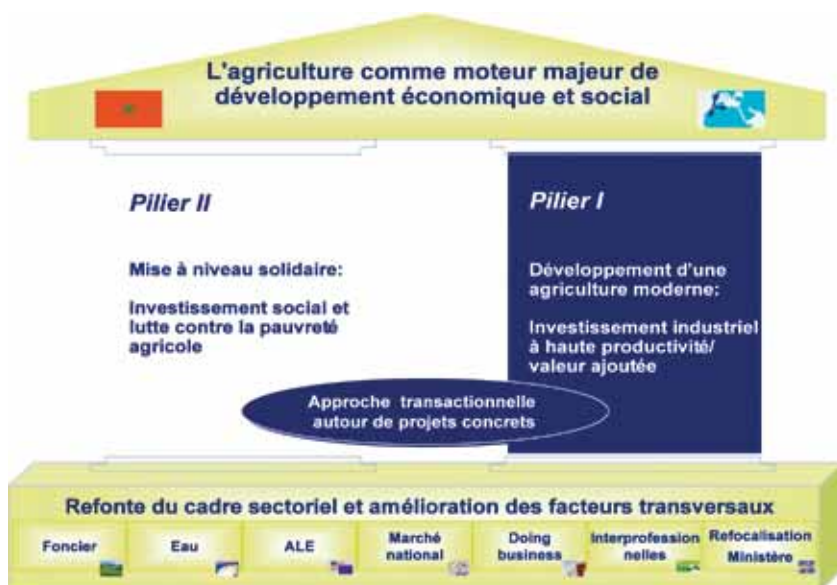 L'agriculture comme moteur majeur de
développement économique et social
Pilier II
Mise à niveau solidaire:
Investissement social et
lutte contre la pauvreté
agricole
Pilier I
Développement d'une
agriculture moderne:
Investissement industriel
à haute productivité/
valeur ajoutée
Approche transactionnelle
autour de projets concrets
Refonte du cadre sectoriel et amélioration des facteurs transversaux
Foncier
Eau
ALE
Marché
national
Doing
business
Interprofession
nelles
Refocalisation
Ministère